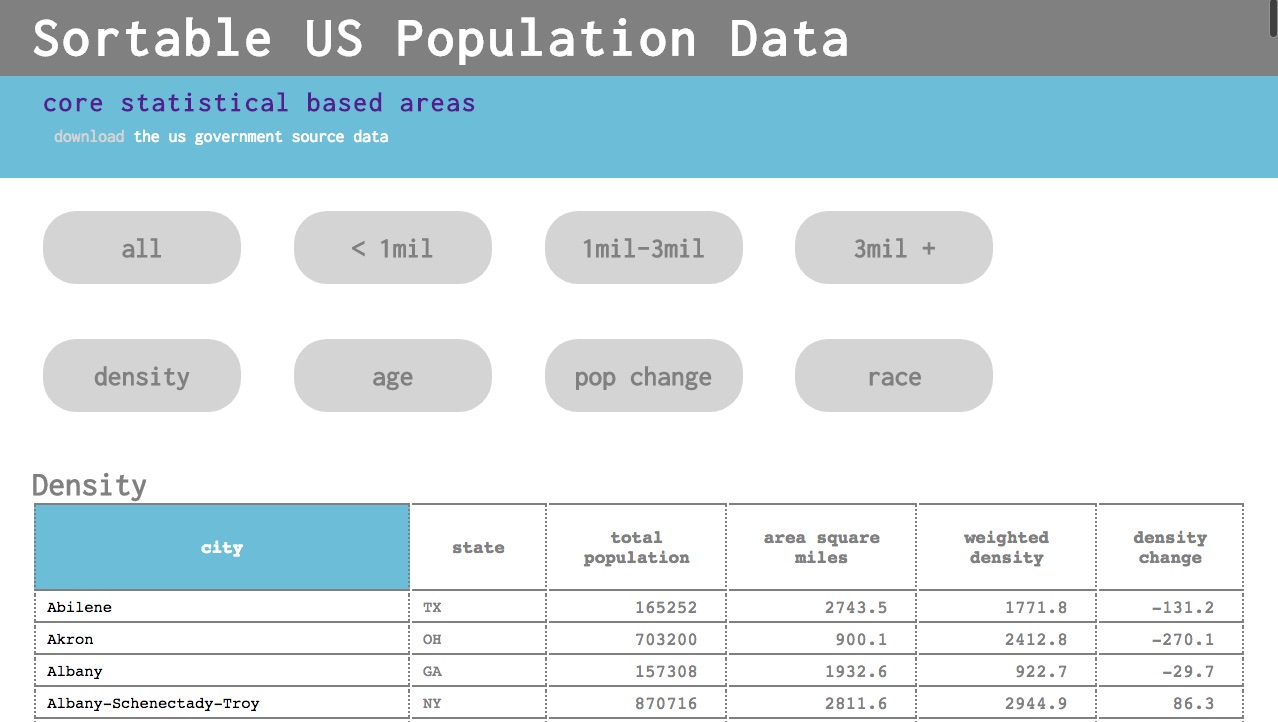 Sortable US Population Data
core statistical based areas
download the us government source data
all < 1mil 1mil-3mil 3mil +
density age pop change race
Density
city state total population area square miles weighted density density change
Abilene TX 165252 2743.5 1771.8 -131.2
Akron OH 703200 900.1 2412.8 -270.1
Albany GA 157308 1932.6 922.7 -29.7
Albany-Schenectady-Troy NY 870716 2811.6 2944.9 86.3